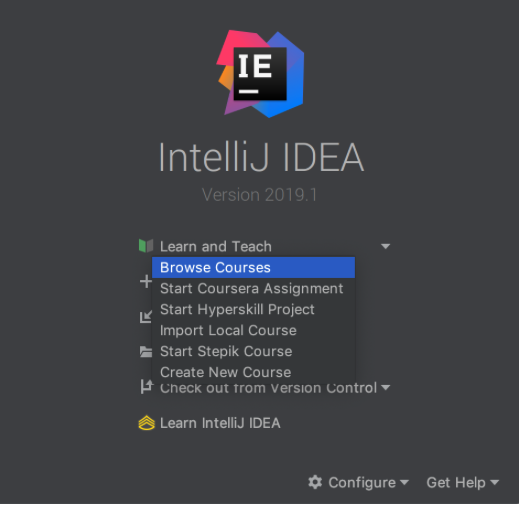 IE
IntelliJ IDEA
Version 2019.1
Learn and Teach
Browse Courses
Start Coursera Assignment
Start Hyperskill Project
Import Local Course
Start Stepik Course
Create New Course
Check out from Version Control
Learn IntelliJ IDEA
Configure Get Help